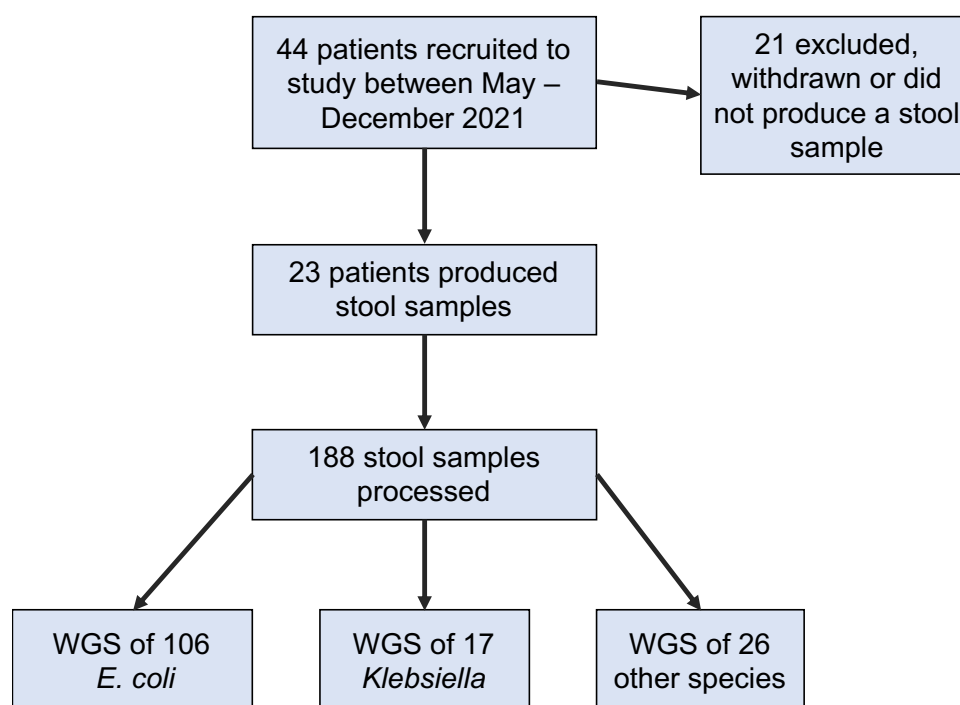 44 patients recruited to
study between May –
December 2021
21 excluded,
withdrawn or did
not produce a stool
sample
23 patients produced
stool samples
188 stool samples
processed
WGS of 106
E. coli
WGS of 17
Klebsiella
WGS of 26
other species